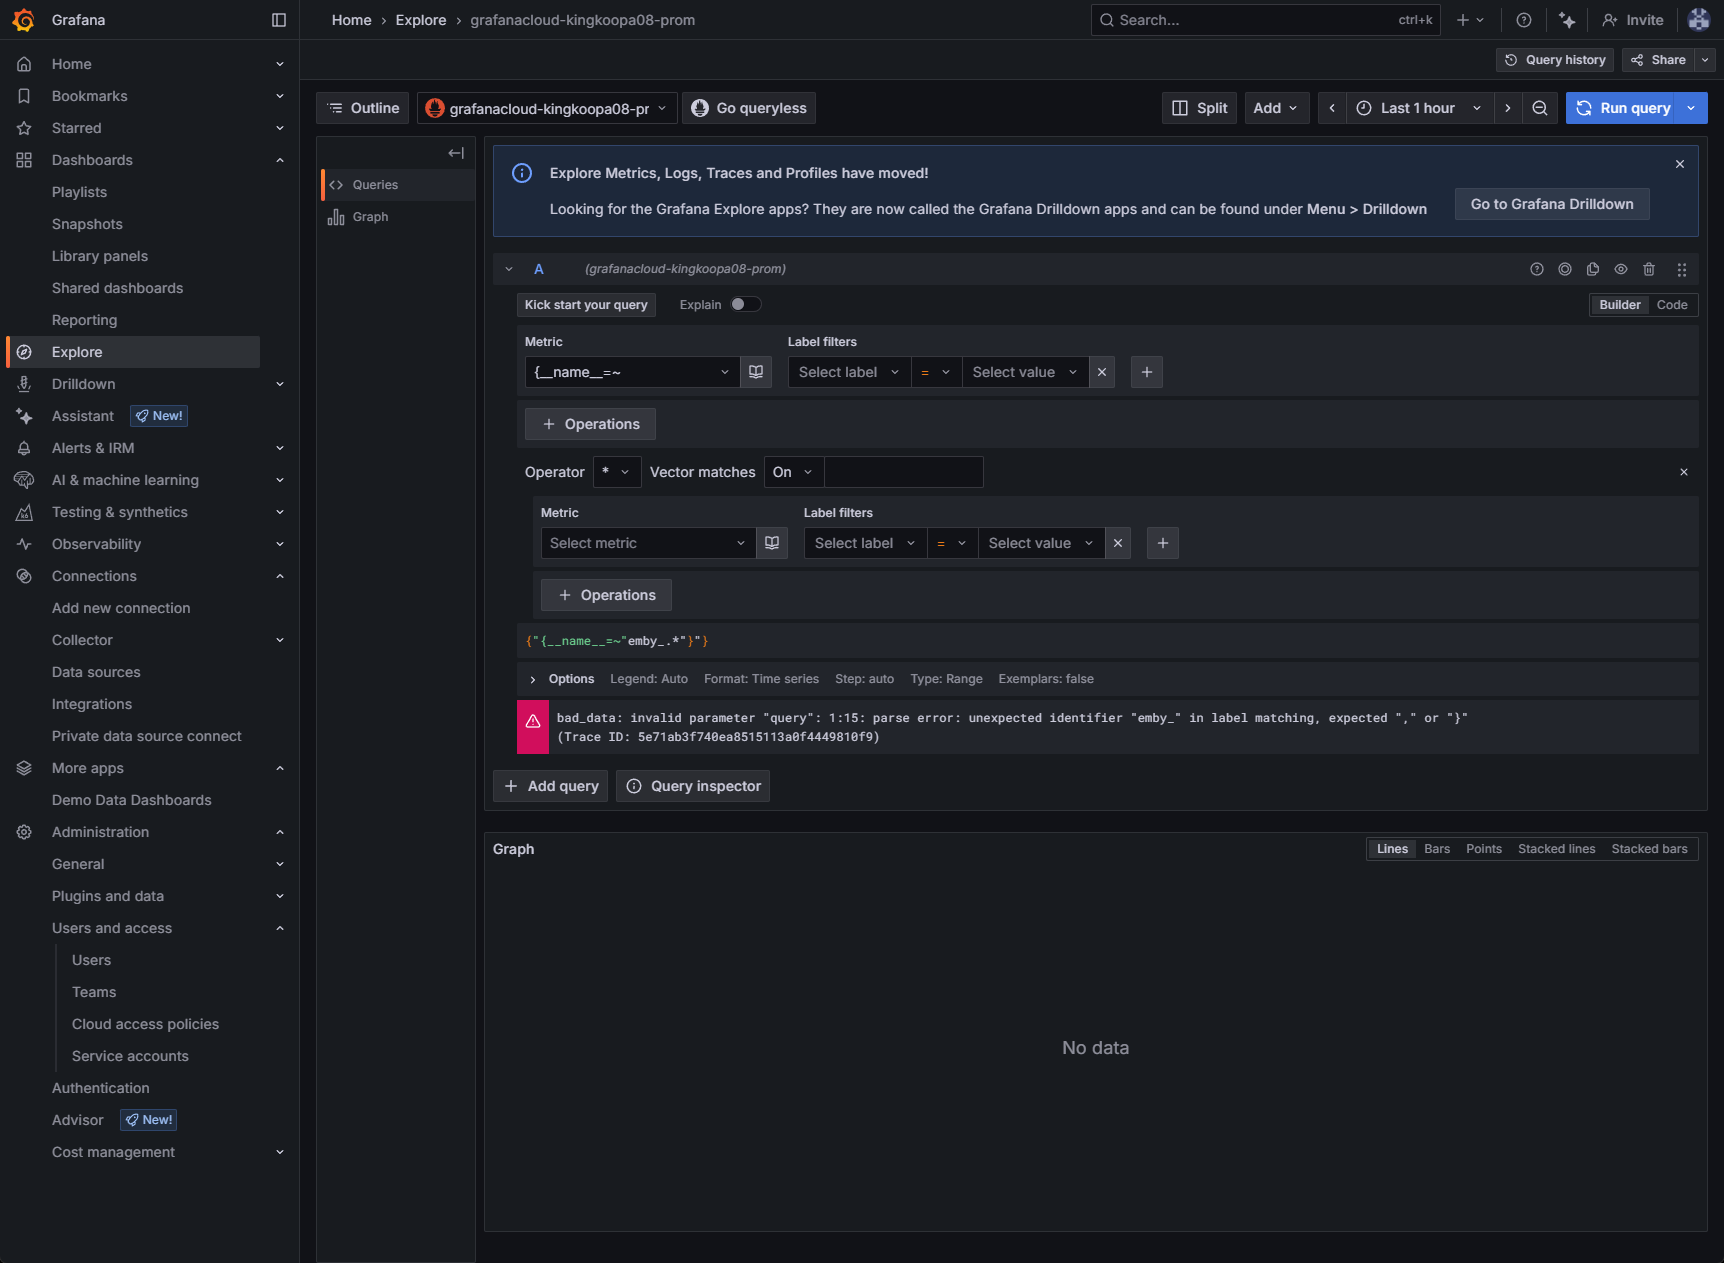 Grafana
Home › Explore › grafanacloud-kingkoopa08-prom
Search...
ctrl+k
Invite
Query history
Share
Home
Bookmarks
Starred
Dashboards
Playlists
Snapshots
Library panels
Shared dashboards
Reporting
Explore
Drilldown
Assistant
New!
Alerts & IRM
AI & machine learning
Testing & synthetics
Observability
Connections
Add new connection
Collector
Data sources
Integrations
Private data source connect
More apps
Demo Data Dashboards
Administration
General
Plugins and data
Users and access
Users
Teams
Cloud access policies
Service accounts
Authentication
Advisor
New!
Cost management
Outline
grafanacloud-kingkoopa08-pr
Go queryless
Split
Add
Last 1 hour
Run query
Queries
Graph
Explore Metrics, Logs, Traces and Profiles have moved!
Looking for the Grafana Explore apps? They are now called the Grafana Drilldown apps and can be found under Menu > Drilldown
Go to Grafana Drilldown
A
(grafanacloud-kingkoopa08-prom)
Kick start your query
Explain
Builder
Code
Metric
Label filters
{__name__=~
Select label
=
Select value
+ Operations
Operator
*
Vector matches
On
Metric
Label filters
Select metric
Select label
=
Select value
+ Operations
{"{__name__=~"emby_.*"}"}
Options
Legend: Auto
Format: Time series
Step: auto
Type: Range
Exemplars: false
bad_data: invalid parameter "query": 1:15: parse error: unexpected identifier "emby_" in label matching, expected "," or "}"
(Trace ID: 5e71ab3f740ea8515113a0f4449810f9)
+ Add query
Query inspector
Graph
Lines
Bars
Points
Stacked lines
Stacked bars
No data